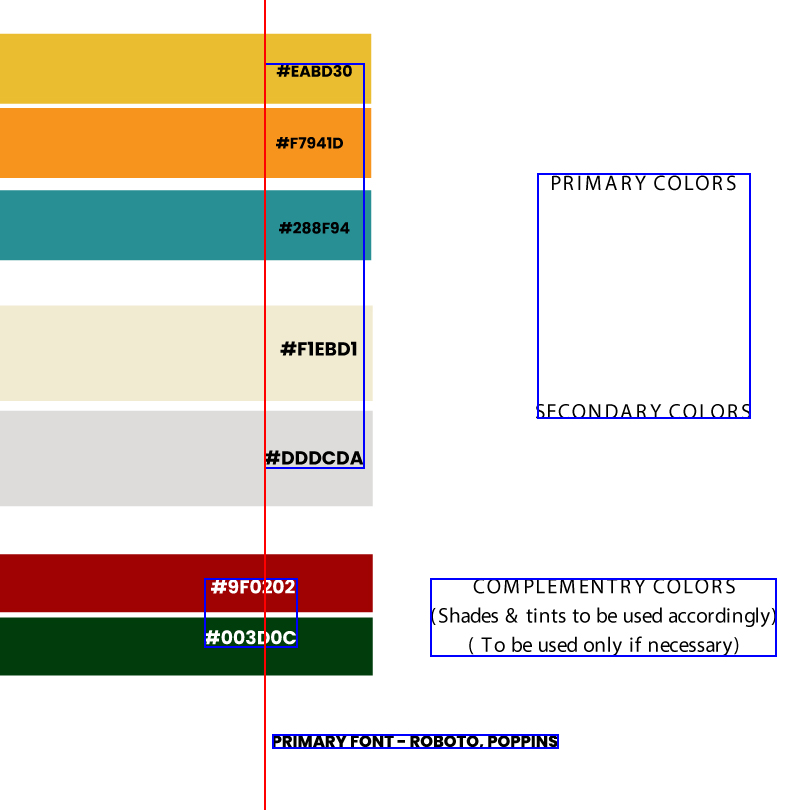 #EABD30
#F7941D
#288F94
#F1EBD1
#DDDCDA
PRIMARY COLORS
SECONDARY COLORS
#9F0202
#003D0C
COMPLEMENTRY COLORS
(Shades & tints to be used accordingly)
( To be used only if necessary)
PRIMARY FONT - ROBOTO, POPPINS